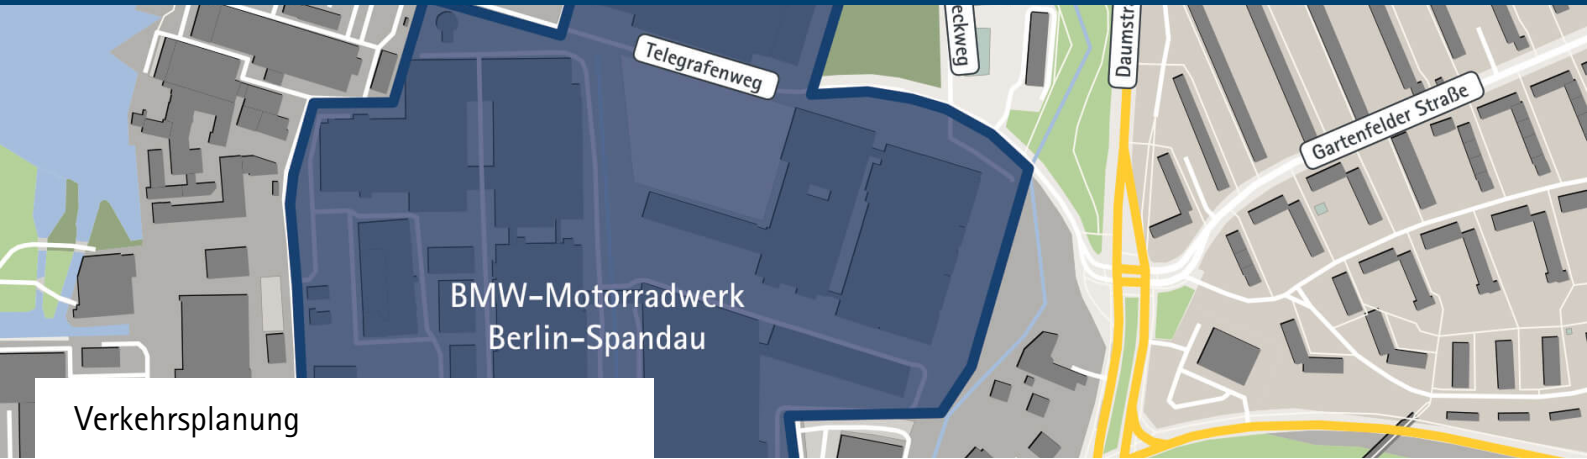 eckweg
Daumstr
Telegrafenweg
Gartenfelder Straße
BMW-Motorradwerk
Berlin-Spandau
Verkehrsplanung